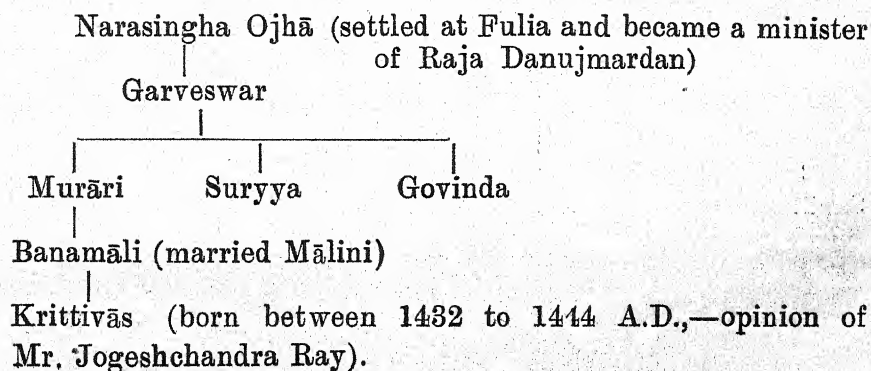 Narasingha Ojhā (settled at Fulia and became a minister
of Raja Danujmardan)
Garveswar
Murāri Suryya Govinda
Banamāli (married Mālini)
Krittivās (born between 1432 to 1444 A.D.,—opinion of
Mr. Jogeshchandra Ray).